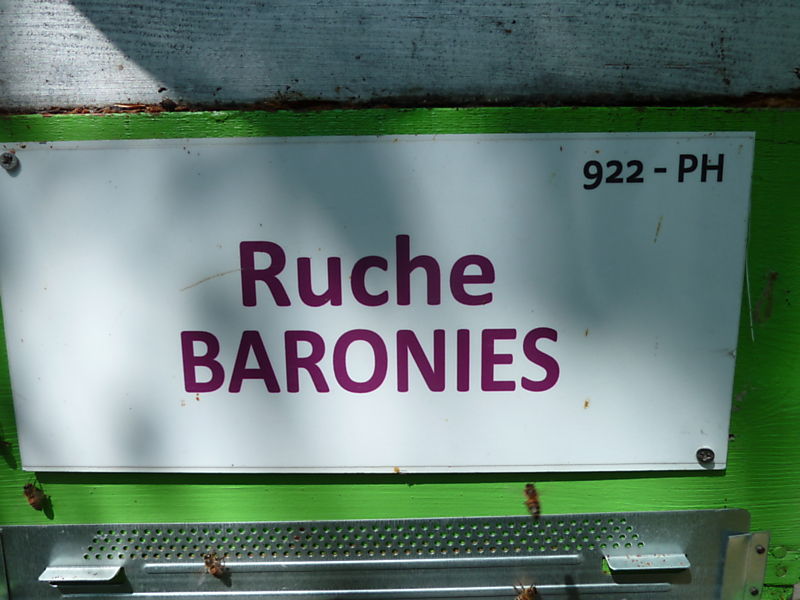 922 - PH
Ruche
BARONIES